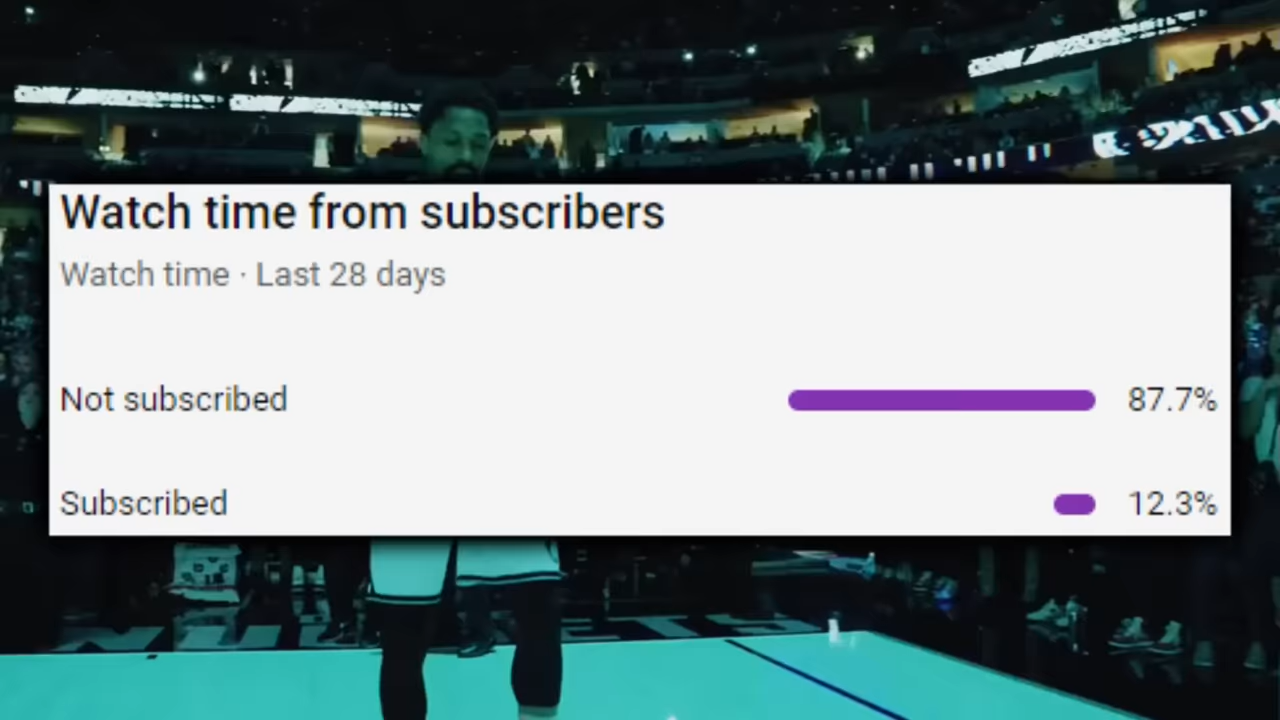 Watch time from subscribers
Watch time · Last 28 days
Not subscribed 87.7%
Subscribed 12.3%